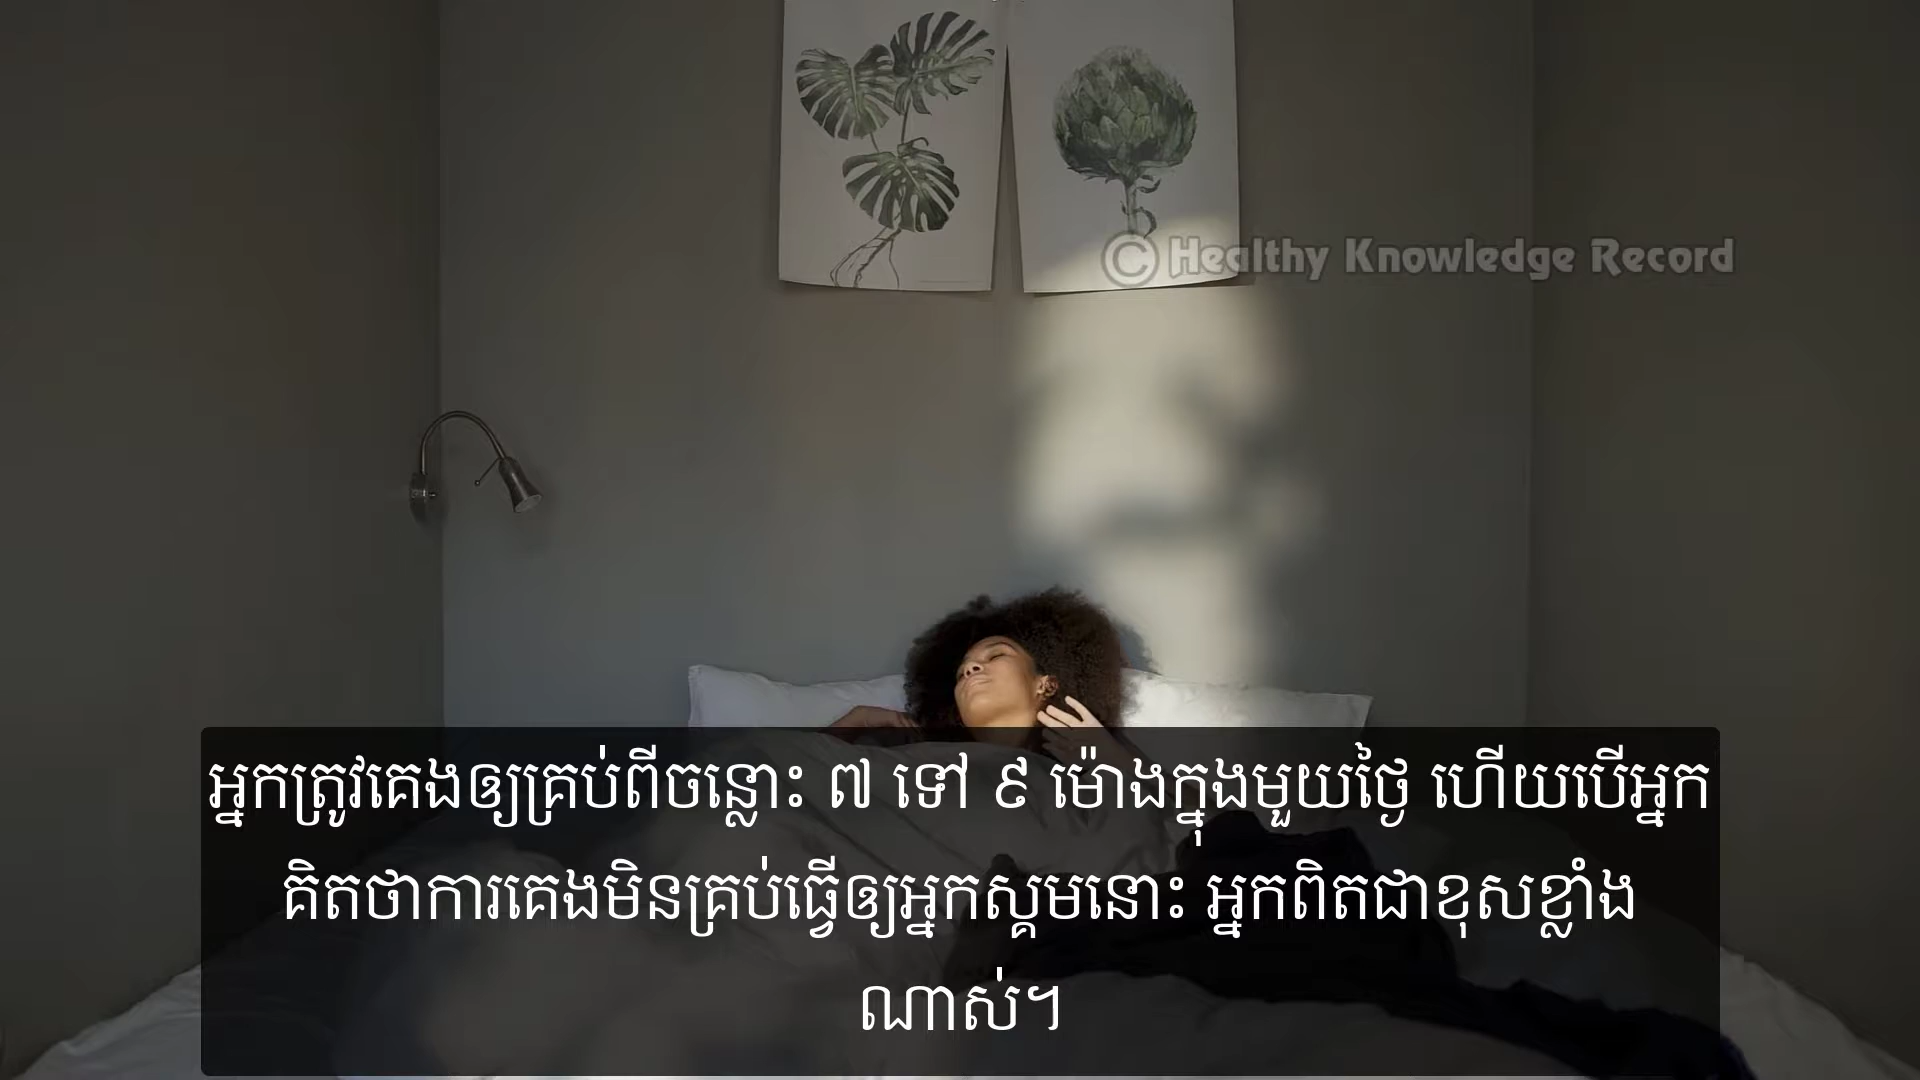 © Healthy Knowledge Record
អ្នកត្រូវគេងឲ្យគ្រប់ពីចន្លោះ ៧ ទៅ ៩ ម៉ោងក្នុងមួយថ្ងៃ ហើយបើអ្នក
គិតថាការគេងមិនគ្រប់ធ្វើឲ្យអ្នកស្គមនោះ អ្នកពិតជាខុសខ្លាំង
ណាស់។